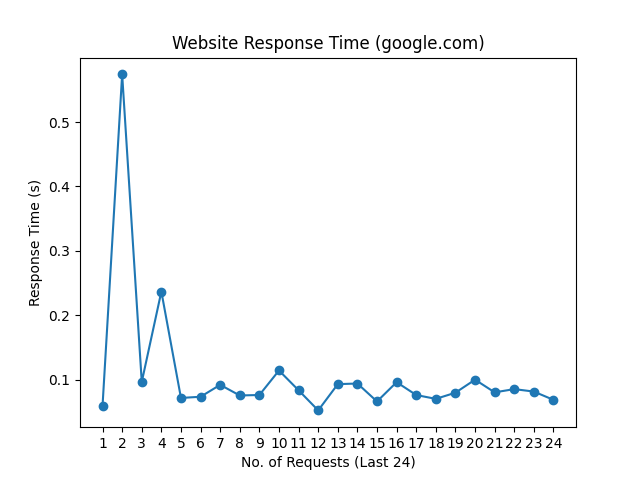 Website Response Time (google.com)
Response Time (s)
0.5
0.4
0.3
0.2
0.1
1 2 3 4 5 6 7 8 9 10 11 12 13 14 15 16 17 18 19 20 21 22 23 24
No. of Requests (Last 24)